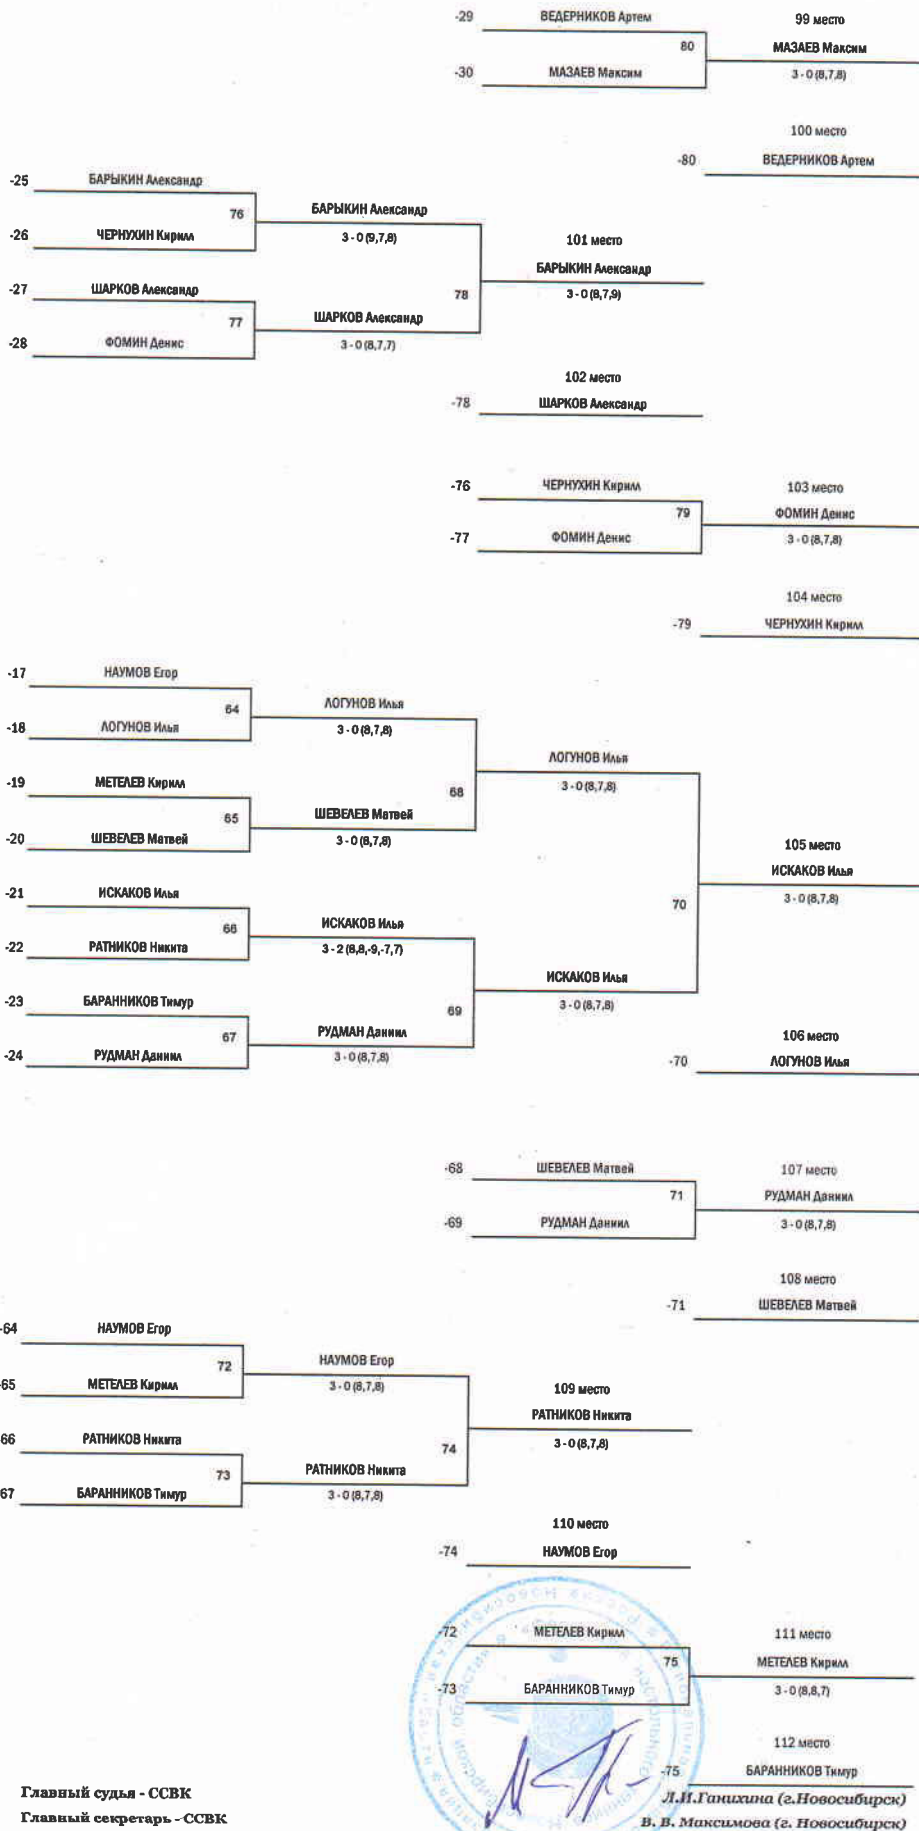 -29 ВЕДЕРНИКОВ Артем 99 место
80 МАЗАЕВ Максим
-30 МАЗАЕВ Максим 3 - 0 (8,7,8)
100 место
-80 ВЕДЕРНИКОВ Артем
-25 БАРЫКИН Александр
76 БАРЫКИН Александр
-26 ЧЕРНУХИН Кирилл 3 - 0 (9,7,8) 101 место
БАРЫКИН Александр
-27 ШАРКОВ Александр 78 3 - 0 (8,7,9)
77 ШАРКОВ Александр
-28 ФОМИН Денис 3 - 0 (8,7,7)
102 место
-78 ШАРКОВ Александр
-76 ЧЕРНУХИН Кирилл 103 место
79 ФОМИН Денис
-77 ФОМИН Денис 3 - 0 (8,7,8)
104 место
-79 ЧЕРНУХИН Кирилл
-17 НАУМОВ Егор
64 ЛОГУНОВ Илья
-18 ЛОГУНОВ Илья 3 - 0 (8,7,8)
ЛОГУНОВ Илья
-19 МЕТЕЛЕВ Кирилл 68 3 - 0 (8,7,8)
65 ШЕВЕЛЕВ Матвей
-20 ШЕВЕЛЕВ Матвей 3 - 0 (8,7,8) 105 место
ИСКАКОВ Илья
-21 ИСКАКОВ Илья 70 3 - 0 (8,7,8)
66 ИСКАКОВ Илья
-22 РАТНИКОВ Никита 3 - 2 (8,8,-9,-7,7)
ИСКАКОВ Илья
-23 БАРАННИКОВ Тимур 69 3 - 0 (8,7,8)
67 РУДМАН Даниил 106 место
-24 РУДМАН Даниил 3 - 0 (8,7,8) -70 ЛОГУНОВ Илья
-68 ШЕВЕЛЕВ Матвей 107 место
71 РУДМАН Даниил
-69 РУДМАН Даниил 3 - 0 (8,7,8)
108 место
-71 ШЕВЕЛЕВ Матвей
-64 НАУМОВ Егор
72 НАУМОВ Егор
-65 МЕТЕЛЕВ Кирилл 3 - 0 (8,7,8) 109 место
РАТНИКОВ Никита
66 РАТНИКОВ Никита 74 3 - 0 (8,7,8)
73 РАТНИКОВ Никита
67 БАРАННИКОВ Тимур 3 - 0 (8,7,8)
110 место
-74 НАУМОВ Егор
-72 МЕТЕЛЕВ Кирилл 111 место
75 МЕТЕЛЕВ Кирилл
-73 БАРАННИКОВ Тимур 3 - 0 (8,8,7)
112 место
-75 БАРАННИКОВ Тимур
Главный судья - ССВК Л.И.Ганихина (г.Новосибирск)
Главный секретарь - ССВК В. В. Максимова (г. Новосибирск)